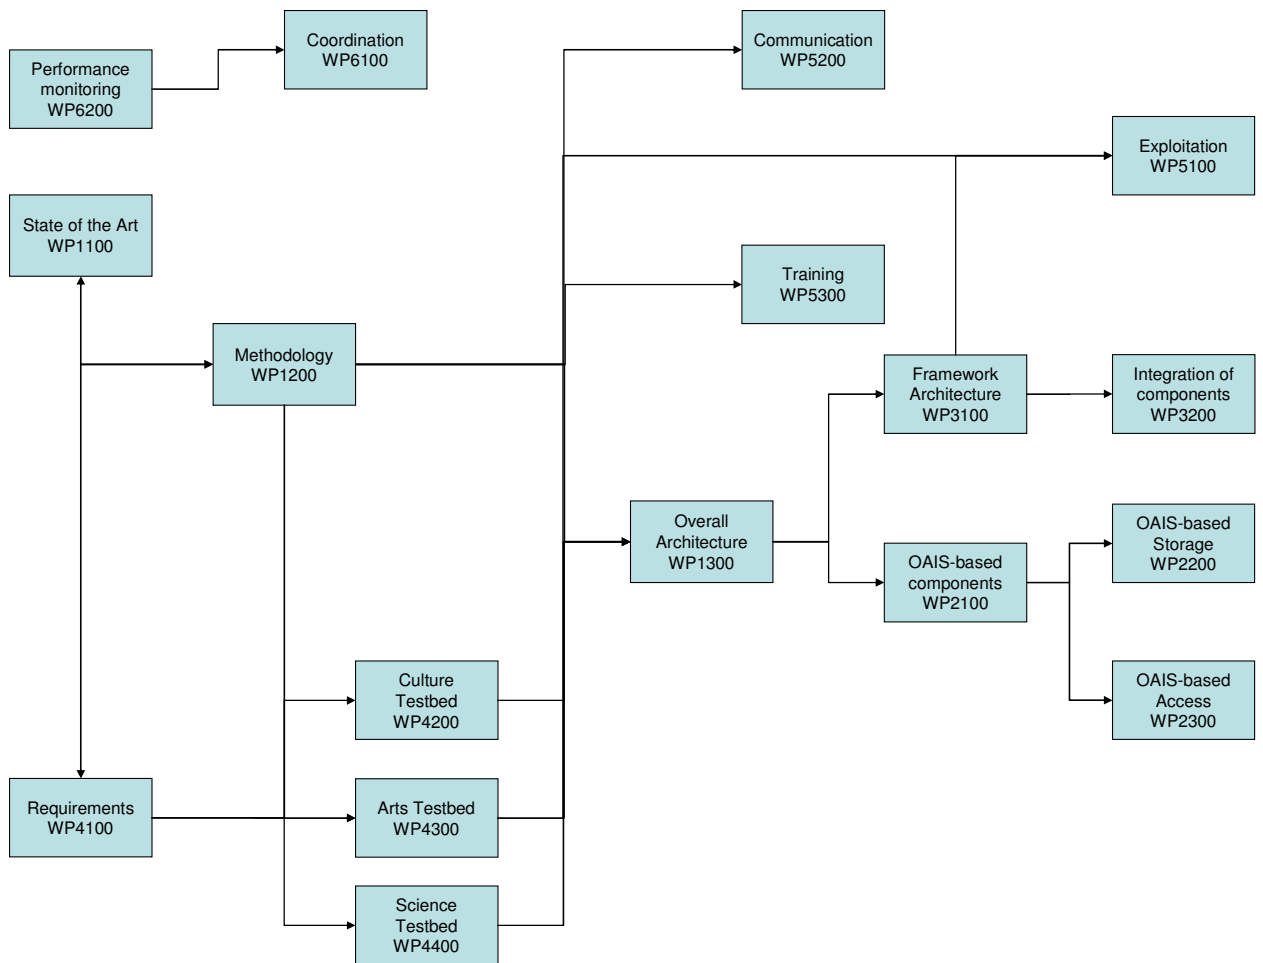 Coordination
WP6100
Communication
WP5200
Performance
monitoring
WP6200
Exploitation
WP5100
State of the Art
WP1100
Training
WP5300
Methodology
WP1200
Framework
Architecture
WP3100
Integration of
components
WP3200
Overall
Architecture
WP1300
OAIS-based
Storage
WP2200
OAIS-based
components
WP2100
Culture
Testbed
WP4200
OAIS-based
Access
WP2300
Requirements
WP4100
Arts Testbed
WP4300
Science
Testbed
WP4400